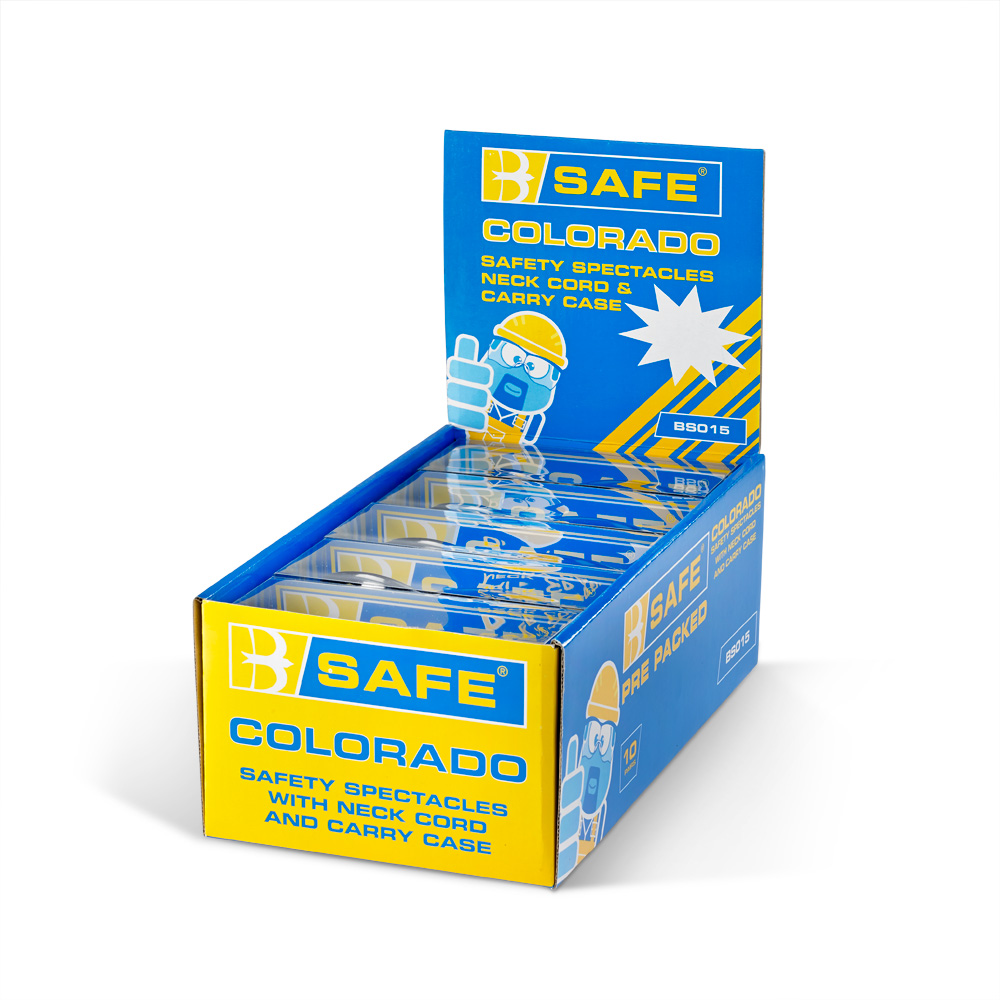 B SAFE®
COLORADO
SAFETY SPECTACLES
NECK CORD &
CARRY CASE
BS015
B SAFE®
COLORADO
SAFETY SPECTACLES
WITH NECK CORD
AND CARRY CASE
B SAFE®
PRE PACKED
COLORADO
SAFETY SPECTACLES
WITH NECK CORD
AND CARRY CASE
BS015
10
PAIRS